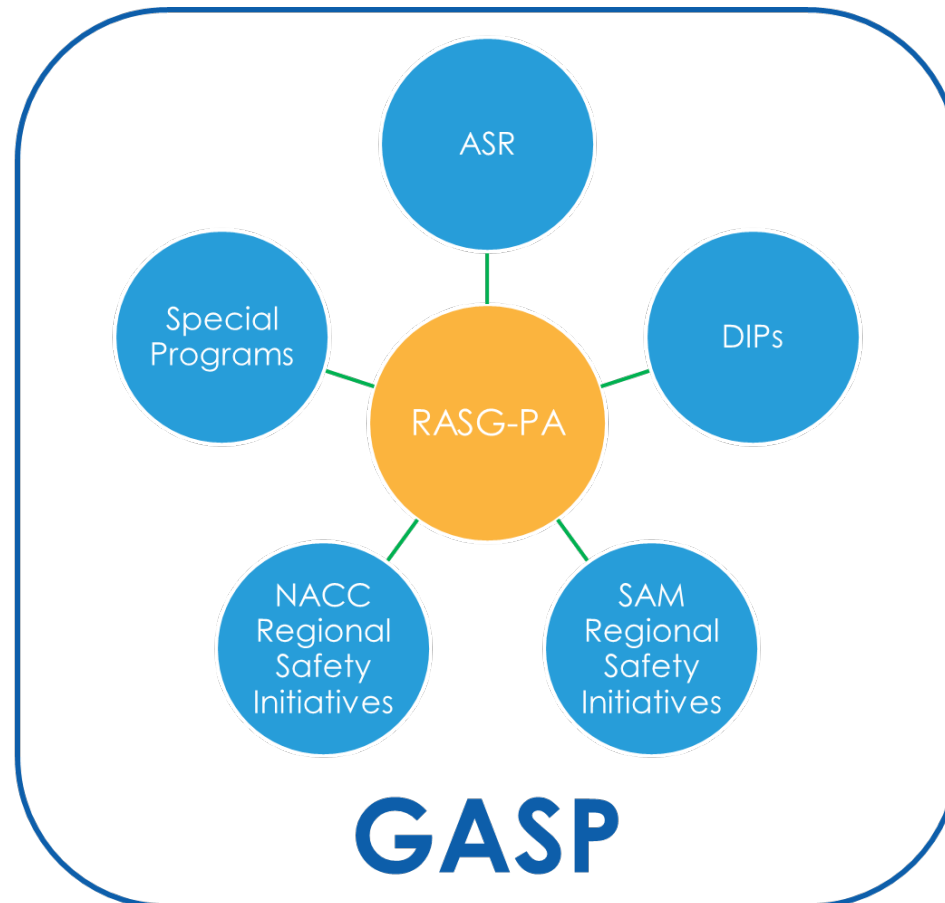 ASR
Special
Programs
DIPs
RASG-PA
NACC
Regional
Safety
Initiatives
SAM
Regional
Safety
Initiatives
GASP